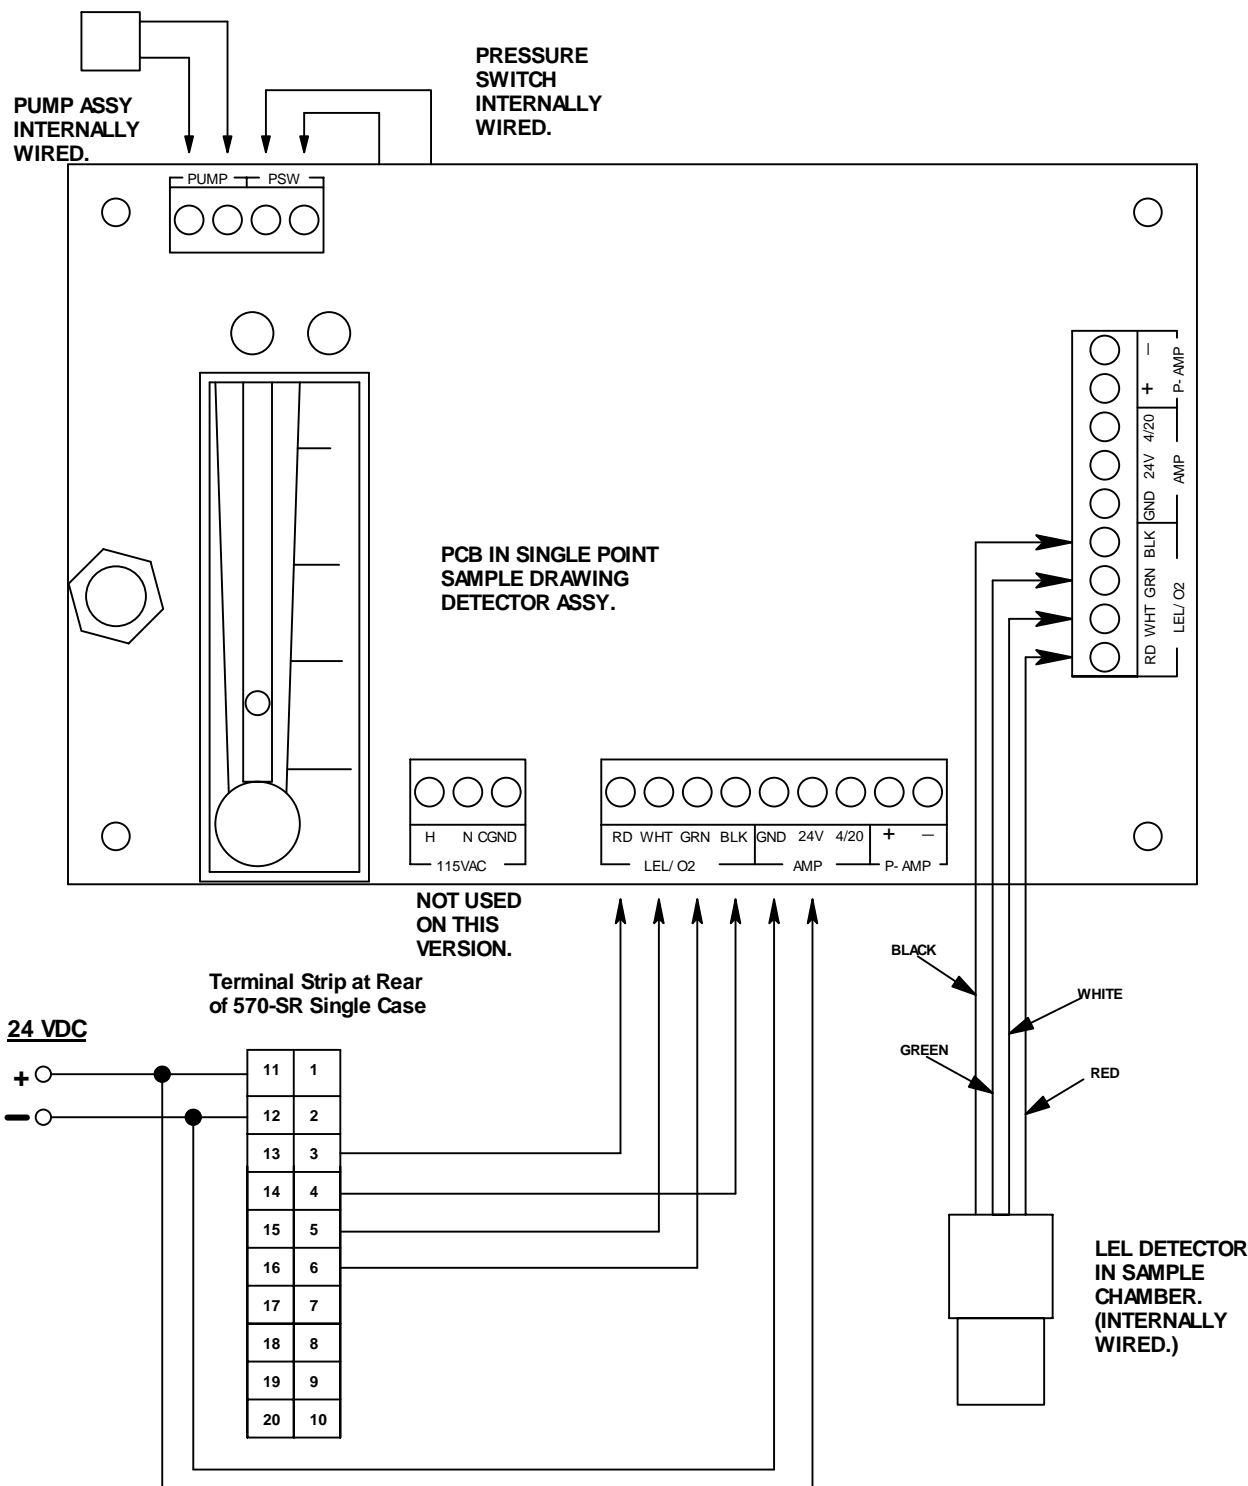 PRESSURE
SWITCH
INTERNALLY
WIRED.
PUMP ASSY
INTERNALLY
WIRED.
PUMP PSW
– P- AMP
+
4/20 AMP
24V
GND
BLK LEL/ O2
GRN
WHT
RD
PCB IN SINGLE POINT
SAMPLE DRAWING
DETECTOR ASSY.
H N CGND
115VAC
RD WHT GRN BLK GND 24V 4/20 + –
LEL/ O2 AMP P- AMP
NOT USED
ON THIS
VERSION.
Terminal Strip at Rear
of 570-SR Single Case
24 VDC
+
–
11 1
12 2
13 3
14 4
15 5
16 6
17 7
18 8
19 9
20 10
BLACK
WHITE
GREEN
RED
LEL DETECTOR
IN SAMPLE
CHAMBER.
(INTERNALLY
WIRED.)